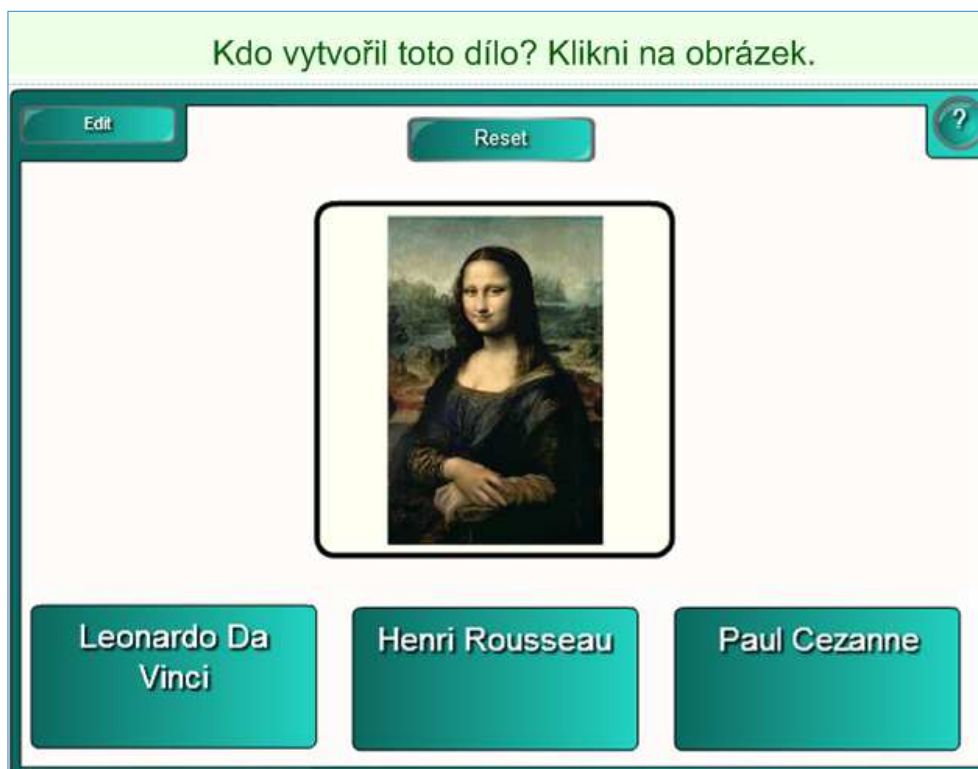 Kdo vytvořil toto dílo? Klikni na obrázek.
Edit
Reset
?
Leonardo Da
Vinci
Henri Rousseau
Paul Cezanne